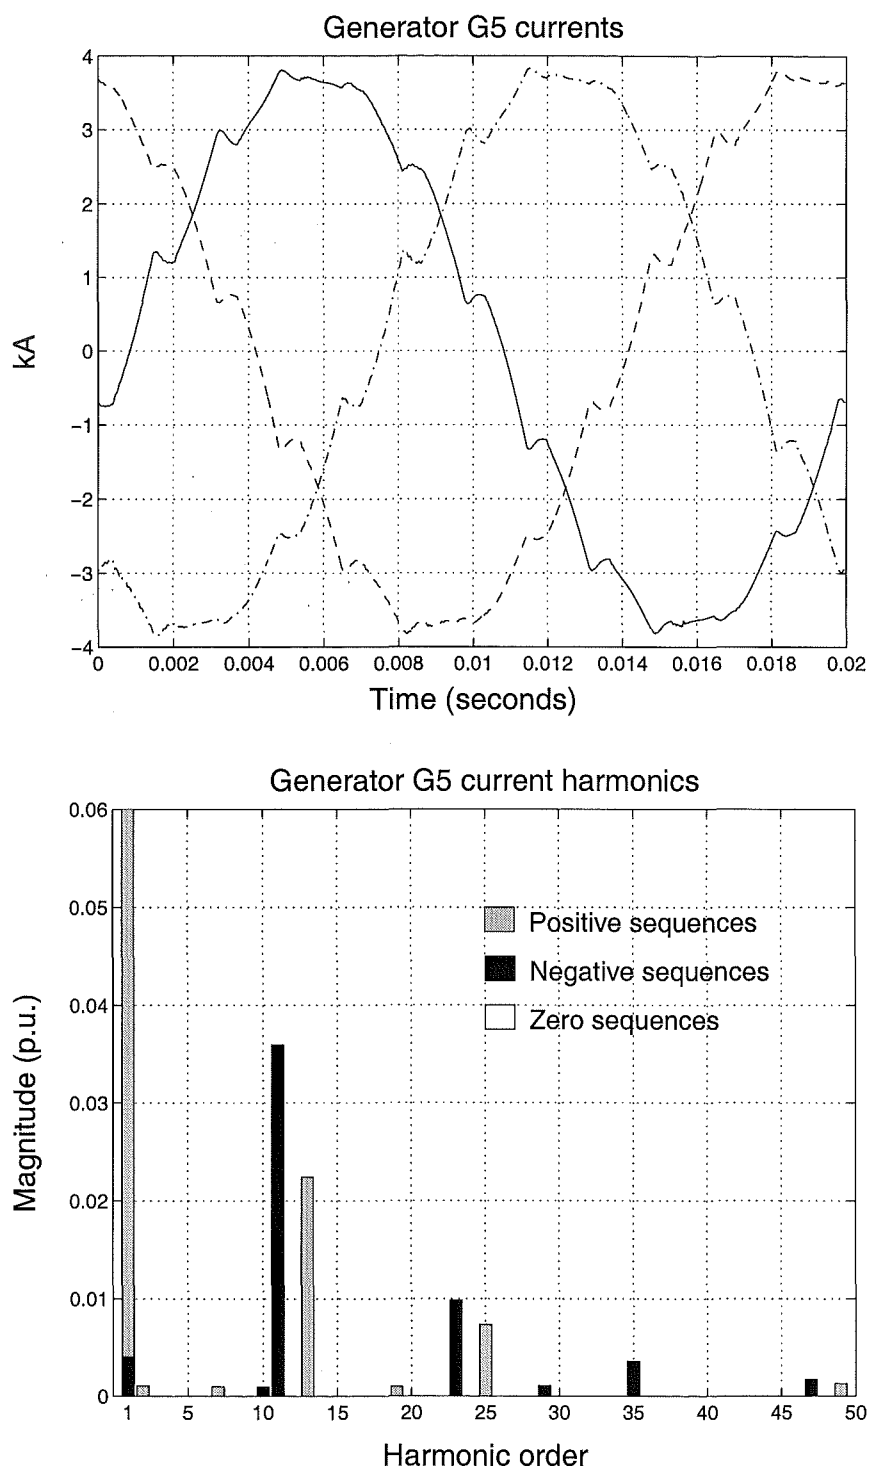 Generator G5 currents
4
3
2
1
0
−1
−2
−3
−4
kA
0 0.002 0.004 0.006 0.008 0.01 0.012 0.014 0.016 0.018 0.02
Time (seconds)
Generator G5 current harmonics
0.06
0.05
0.04
0.03
0.02
0.01
0
Magnitude (p.u.)
Positive sequences
Negative sequences
Zero sequences
1 5 10 15 20 25 30 35 40 45 50
Harmonic order